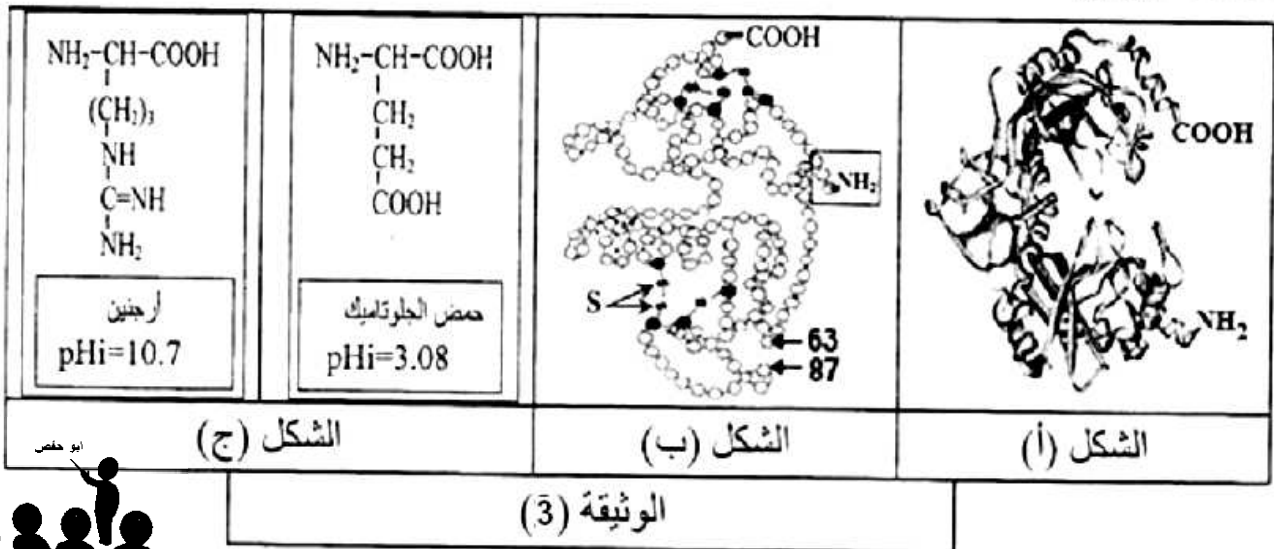 COOH
NH₂
الشكل (أ)
COOH
NH₂
S
63
87
الشكل (ب)
NH₂-CH-COOH
CH₂
CH₂
COOH
حمض الجلوتاميك
pHi=3.08
NH₂-CH-COOH
(CH₂)₃
NH
C=NH
NH₂
أرجنين
pHi=10.7
الشكل (ج)
الوثيقة (3)
ابو حفص